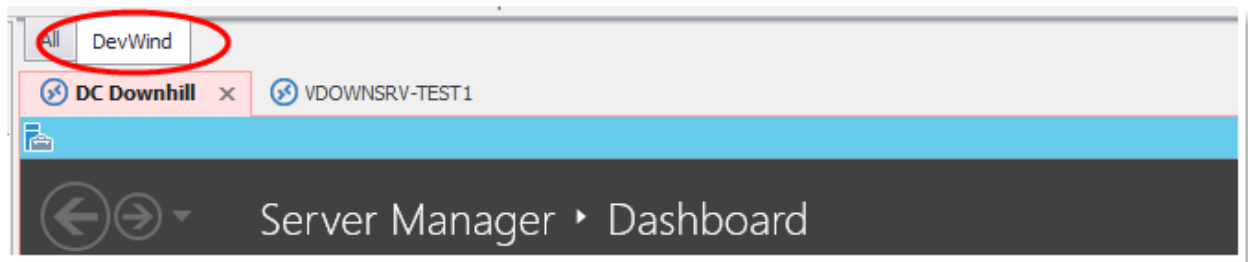 All DevWind
DC Downhill VDOWNSRV-TEST1
Server Manager Dashboard